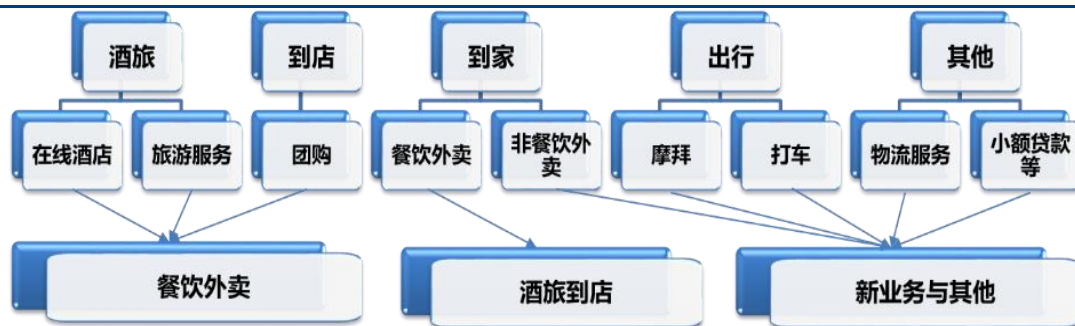 酒旅
到店
到家
出行
其他
在线酒店
旅游服务
团购
餐饮外卖
非餐饮外
卖
摩拜
打车
物流服务
小额贷款
等
餐饮外卖
酒旅到店
新业务与其他